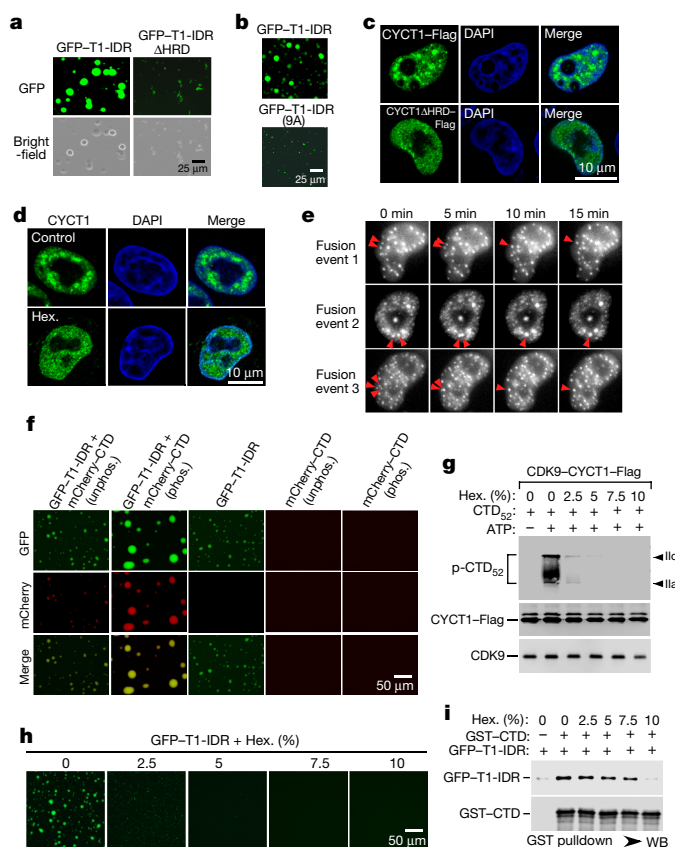 a
GFP–T1-IDR
GFP–T1-IDR
ΔHRD
GFP
Bright
-field
25 μm
b
GFP–T1-IDR
GFP–T1-IDR
(9A)
25 μm
c
CYCT1–Flag
DAPI
Merge
CYCT1ΔHRD–
Flag
DAPI
Merge
10 μm
d
CYCT1
DAPI
Merge
Control
Hex.
10 μm
e
0 min
5 min
10 min
15 min
Fusion
event 1
Fusion
event 2
Fusion
event 3
f
GFP–T1-IDR +
mCherry–CTD
(unphos.)
GFP–T1-IDR +
mCherry–CTD
(phos.)
GFP–T1-IDR
mCherry–CTD
(unphos.)
mCherry–CTD
(phos.)
GFP
mCherry
Merge
50 μm
g
CDK9–CYCT1–Flag
Hex. (%): 0 0 2.5 5 7.5 10
CTD52: + + + + + +
ATP: – + + + + +
p-CTD52
CYCT1–Flag
CDK9
h
GFP–T1-IDR + Hex. (%)
0 2.5 5 7.5 10
50 μm
i
Hex. (%): 0 0 2.5 5 7.5 10
GST–CTD: – + + + + +
GFP–T1-IDR: + + + + + +
GFP–T1-IDR
GST–CTD
GST pulldown
WB